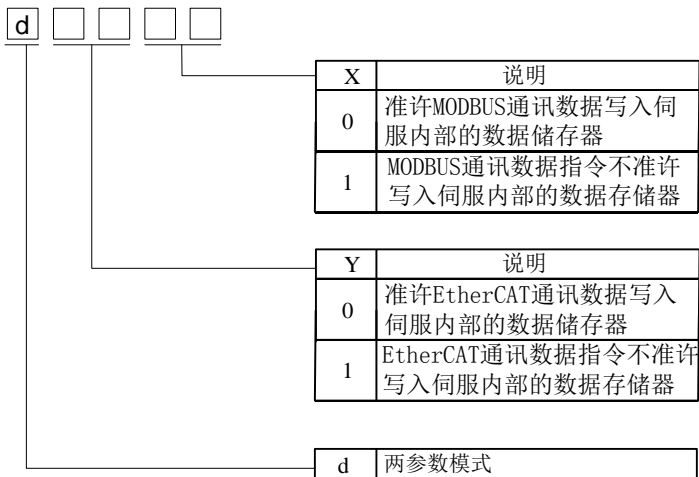 d
X 说明
0 准许MODBUS通讯数据写入伺
服内部的数据储存器
1 MODBUS通讯数据指令不准许
写入伺服内部的数据存储器
Y 说明
0 准许EtherCAT通讯数据写入
伺服内部的数据储存器
1 EtherCAT通讯数据指令不准许
写入伺服内部的数据存储器
d 两参数模式